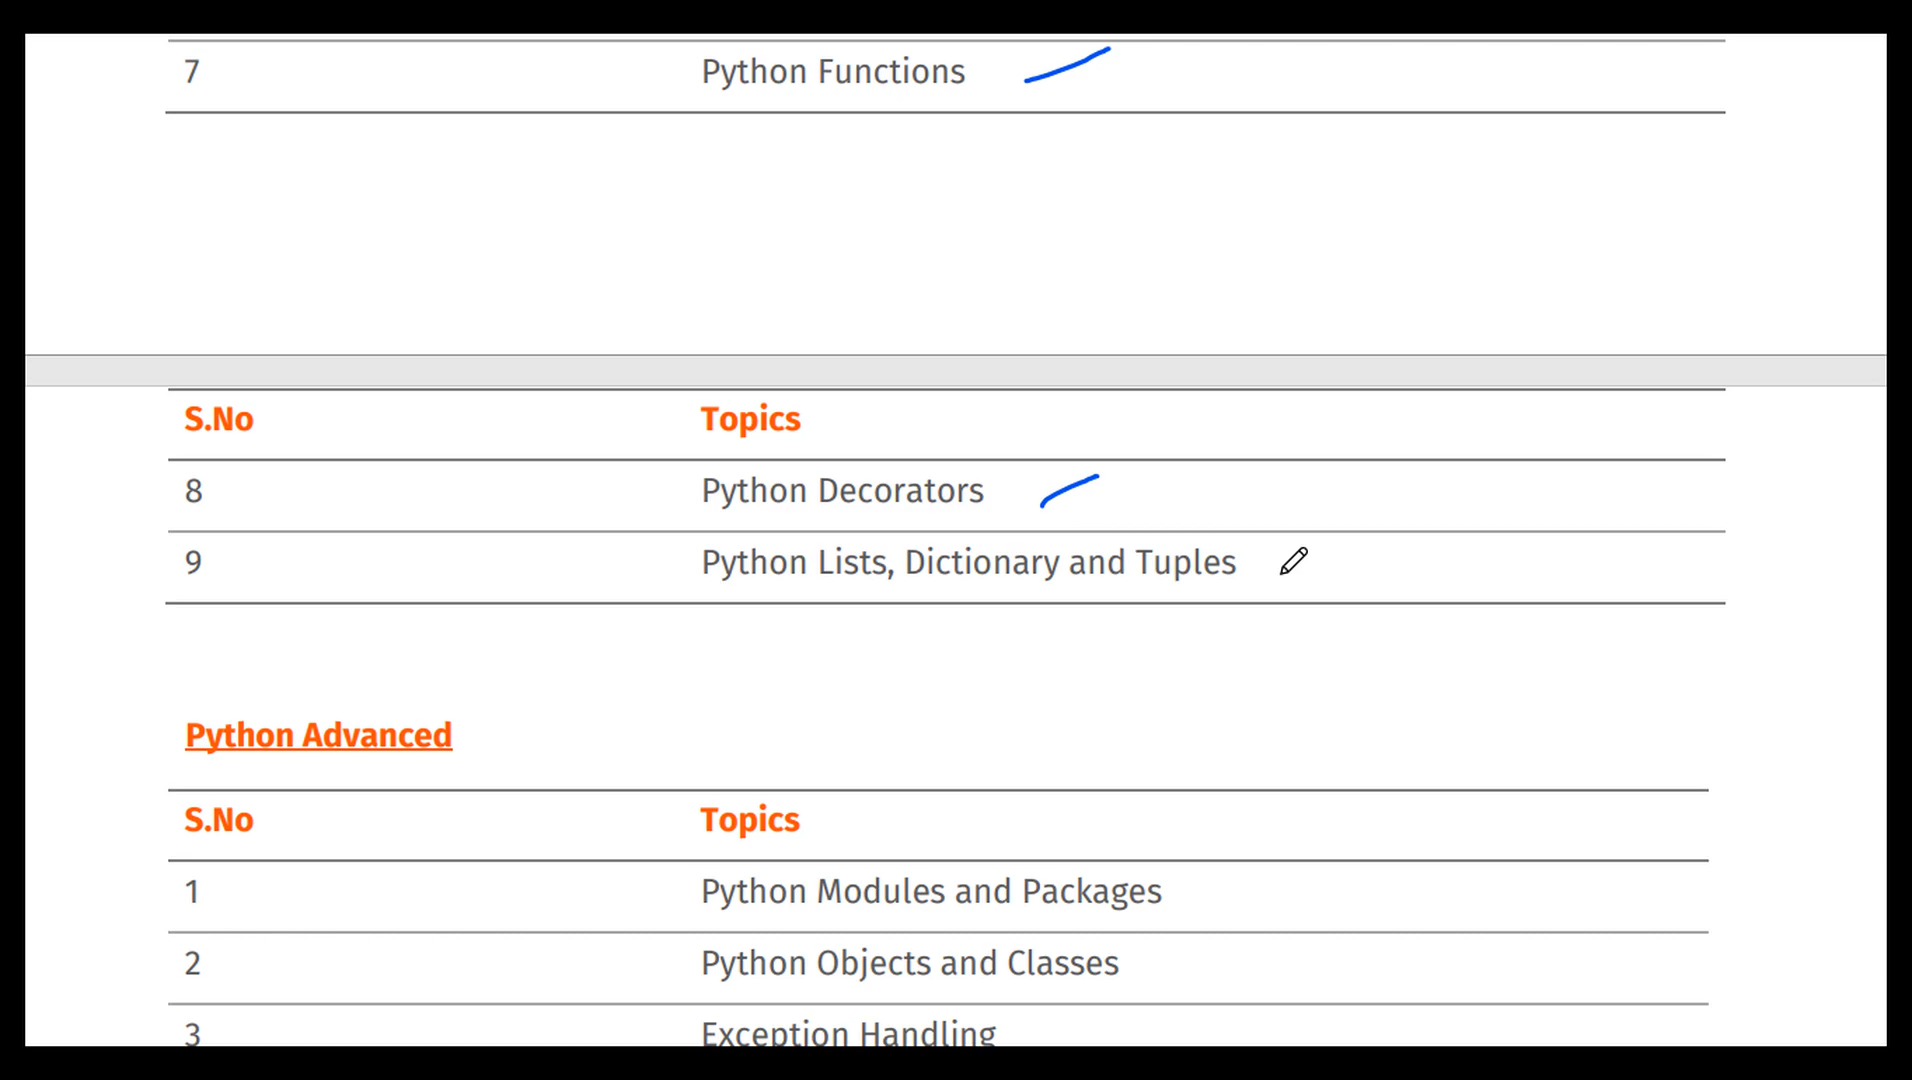 7 Python Functions
S.No Topics
8 Python Decorators
9 Python Lists, Dictionary and Tuples
Python Advanced
S.No Topics
1 Python Modules and Packages
2 Python Objects and Classes
3 Exception Handling